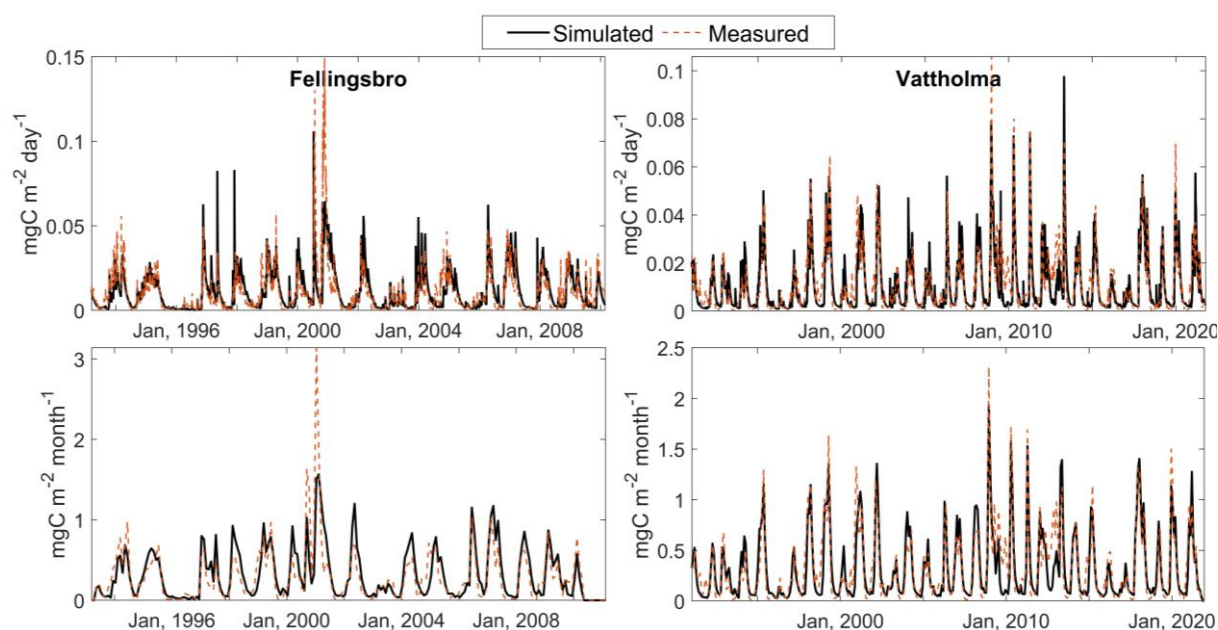 Simulated Measured
Fellingsbro
mgC m⁻² day⁻¹
0.15
0.1
0.05
0
Jan, 1996 Jan, 2000 Jan, 2004 Jan, 2008
Vattholma
mgC m⁻² day⁻¹
0.1
0.08
0.06
0.04
0.02
0
Jan, 2000 Jan, 2010 Jan, 2020
mgC m⁻² month⁻¹
3
2
1
0
Jan, 1996 Jan, 2000 Jan, 2004 Jan, 2008
mgC m⁻² month⁻¹
2.5
2
1.5
1
0.5
0
Jan, 2000 Jan, 2010 Jan, 2020